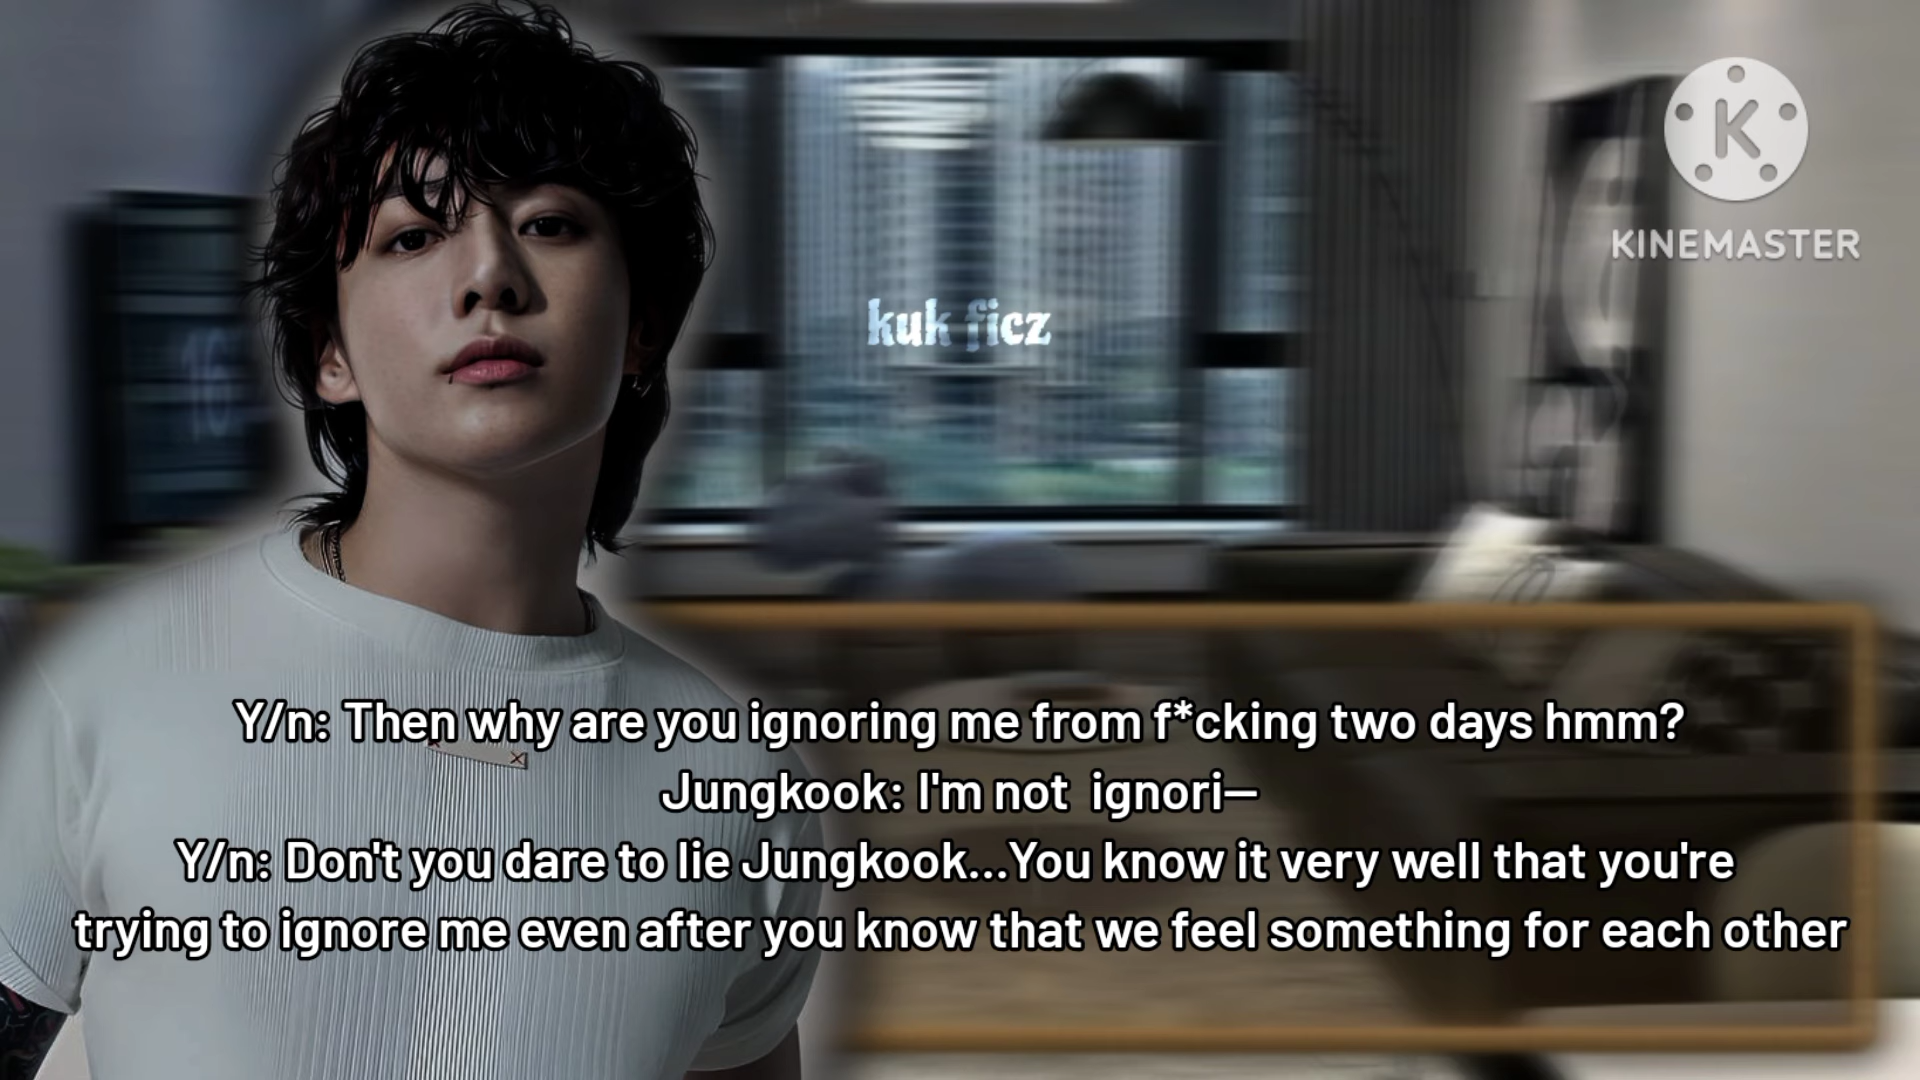 K
KINEMASTER
kuk ficz
Y/n: Then why are you ignoring me from f*cking two days hmm?
Jungkook: I'm not  ignori—
Y/n: Don't you dare to lie Jungkook...You know it very well that you're
trying to ignore me even after you know that we feel something for each other